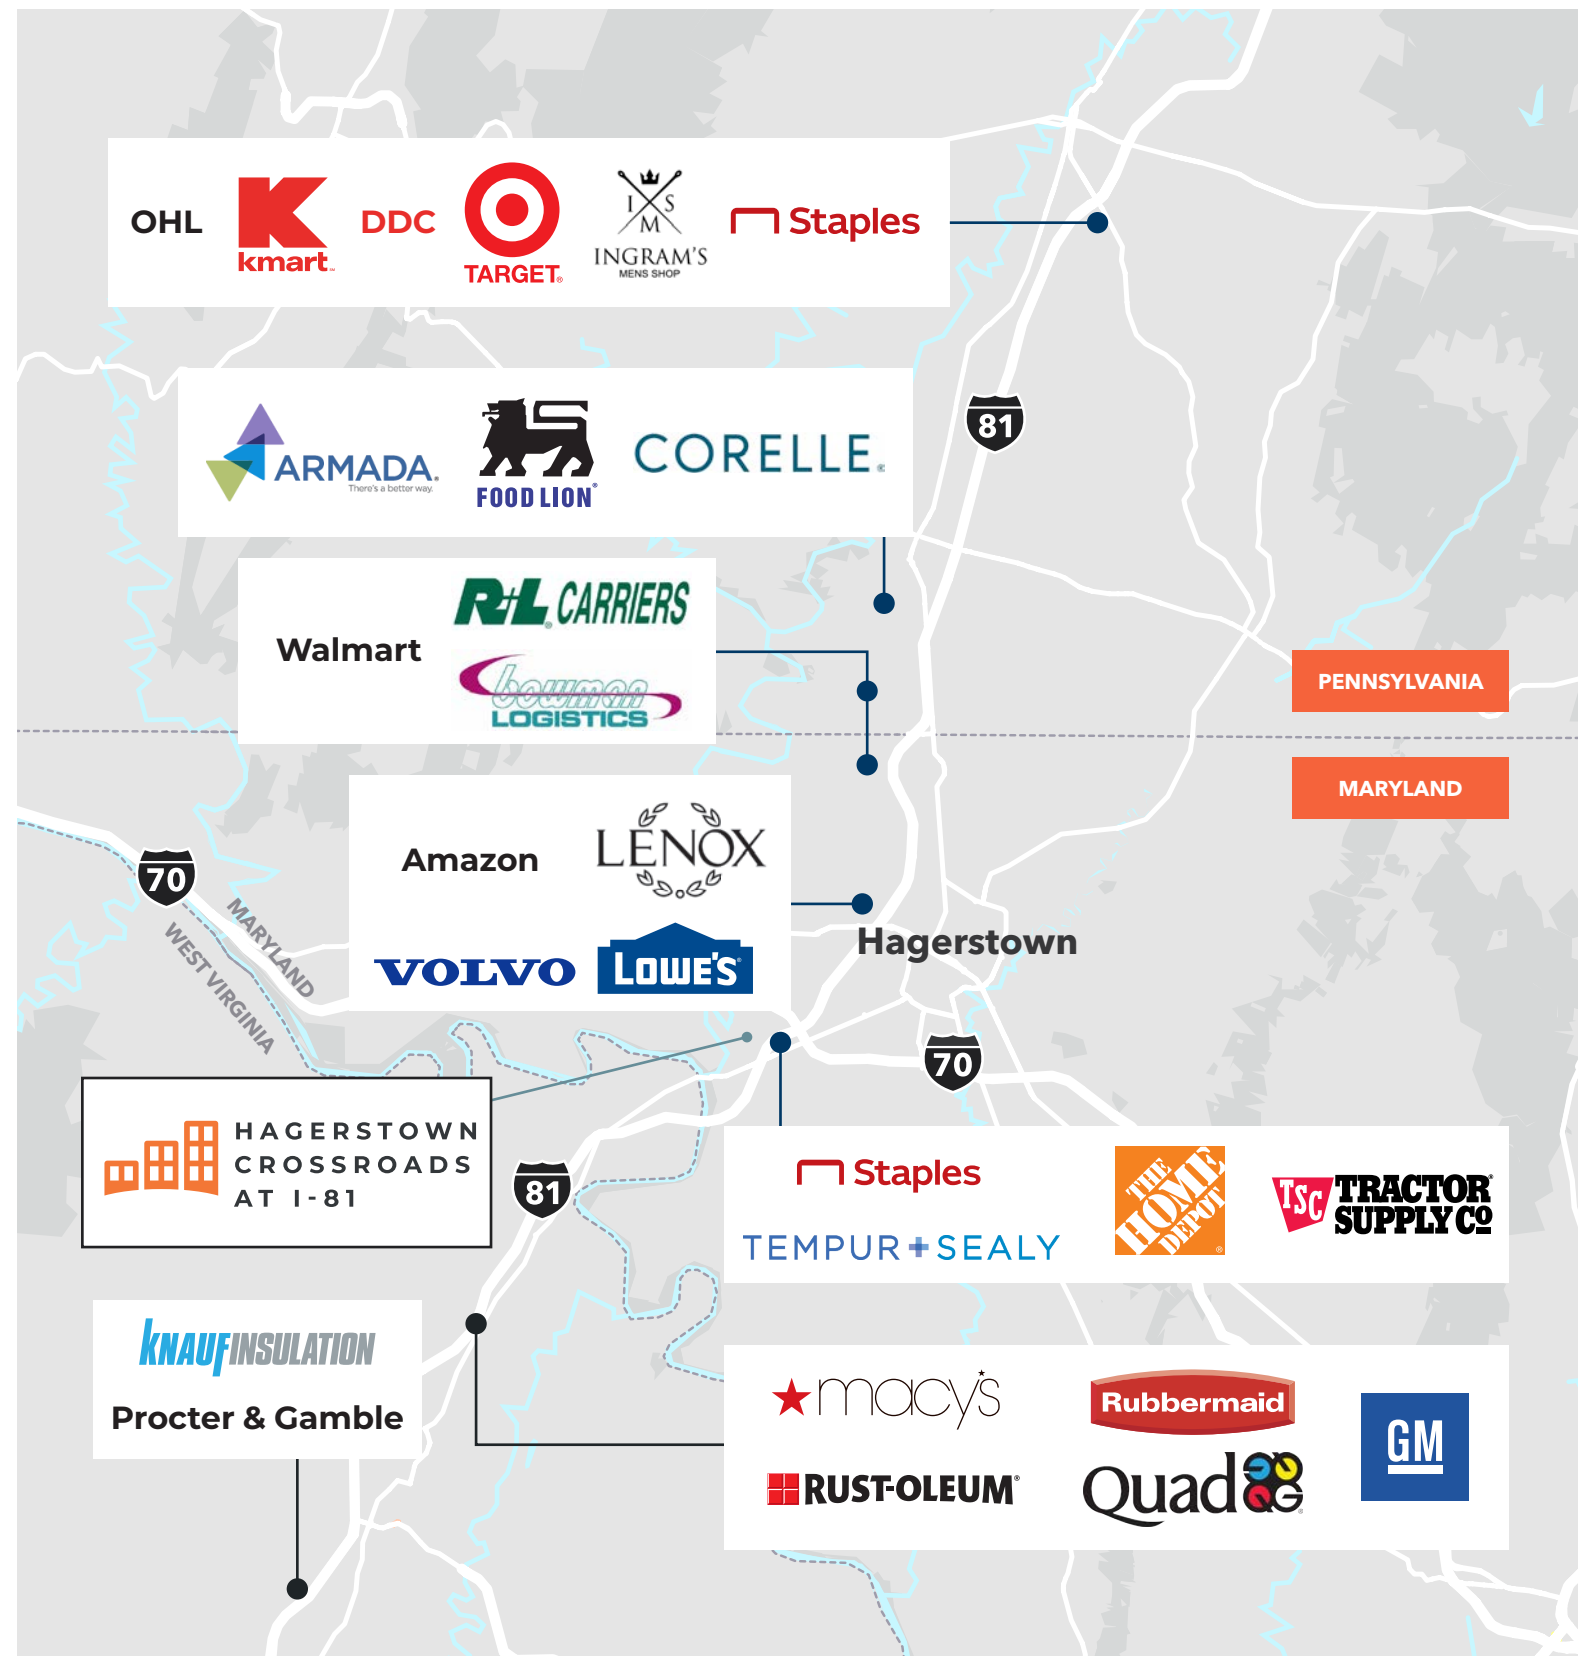 OHL
kmart
DDC
TARGET
I S
M
INGRAM'S
MENS SHOP
Staples
81
ARMADA
There's a better way.
FOOD LION
CORELLE
Walmart
R+L CARRIERS
bowman
LOGISTICS
PENNSYLVANIA
MARYLAND
70
MARYLAND
WEST VIRGINIA
Amazon
LENOX
VOLVO
LOWE'S
Hagerstown
70
HAGERSTOWN
CROSSROADS
AT I-81
81
Staples
TEMPUR + SEALY
THE
HOME
DEPOT
TSC TRACTOR
SUPPLY CO
KNAUF INSULATION
Procter & Gamble
macy's
Rubbermaid
RUST-OLEUM
Quad
GM